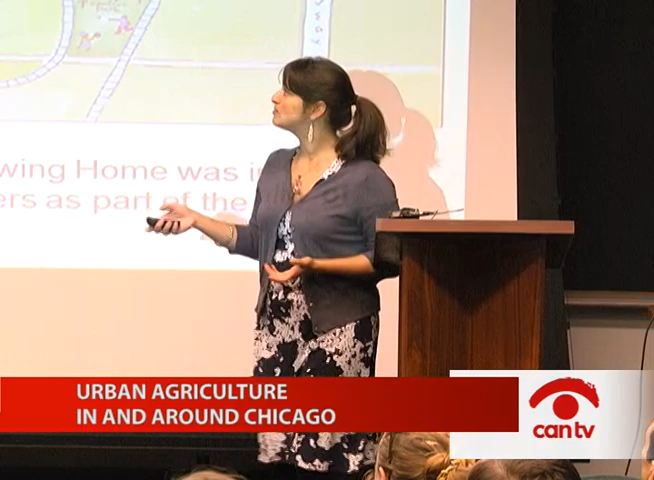 wing Home was i
ers as part of the
URBAN AGRICULTURE
IN AND AROUND CHICAGO
can tv